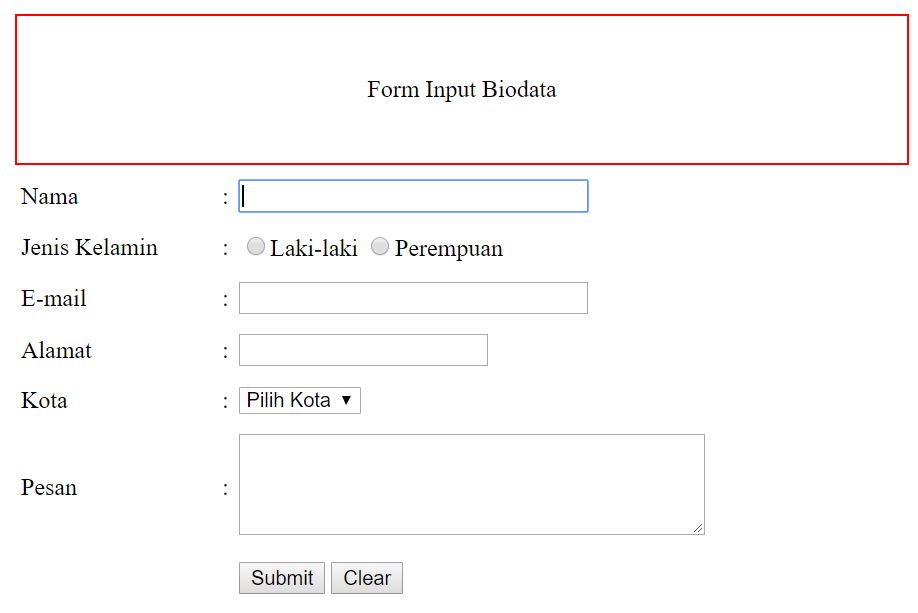 Form Input Biodata
Nama :
Jenis Kelamin : Laki-laki Perempuan
E-mail :
Alamat :
Kota : Pilih Kota ▼
Pesan :
Submit Clear